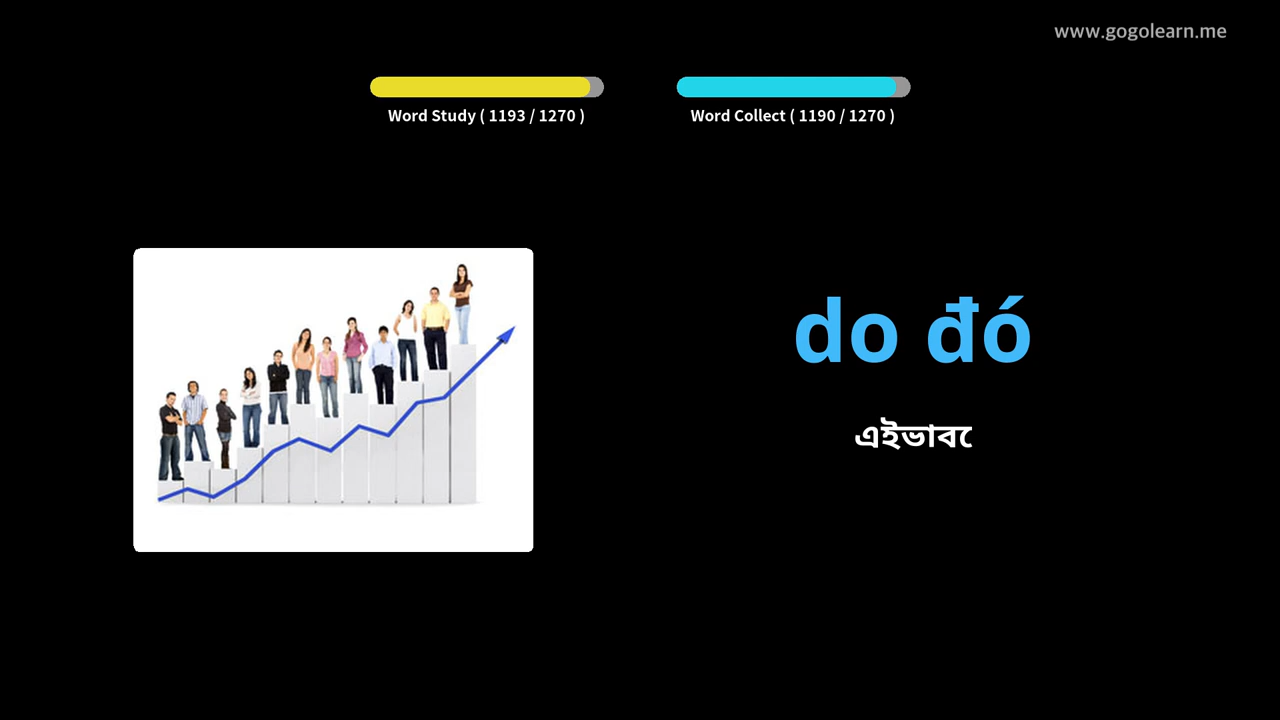 www.gogolearn.me
Word Study ( 1193 / 1270 )
Word Collect ( 1190 / 1270 )
do đó
এইভাবে